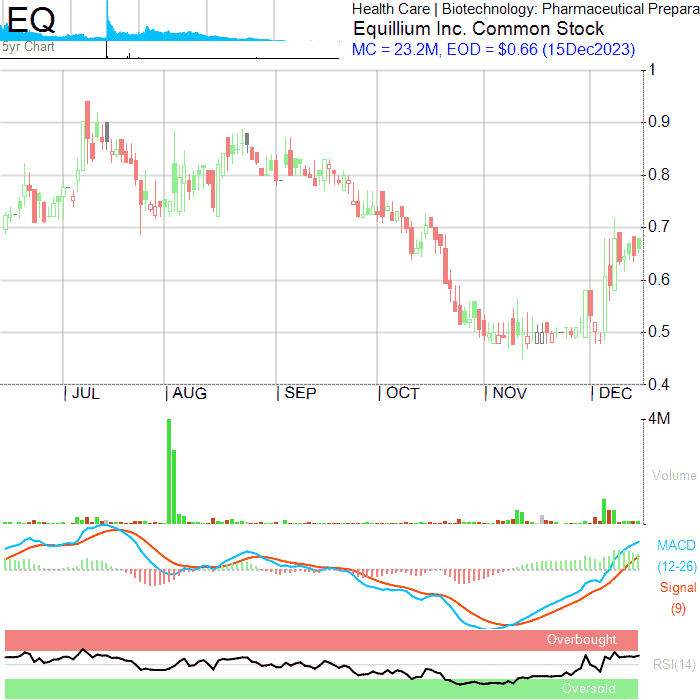 EQ
5yr Chart
Health Care | Biotechnology: Pharmaceutical Prepara
Equillium Inc. Common Stock
MC = 23.2M, EOD = $0.66 (15Dec2023)
1
0.9
0.8
0.7
0.6
0.5
0.4
JUL AUG SEP OCT NOV DEC
4M
Volume
MACD
(12-26)
Signal
(9)
Overbought
RSI(14)
Oversold